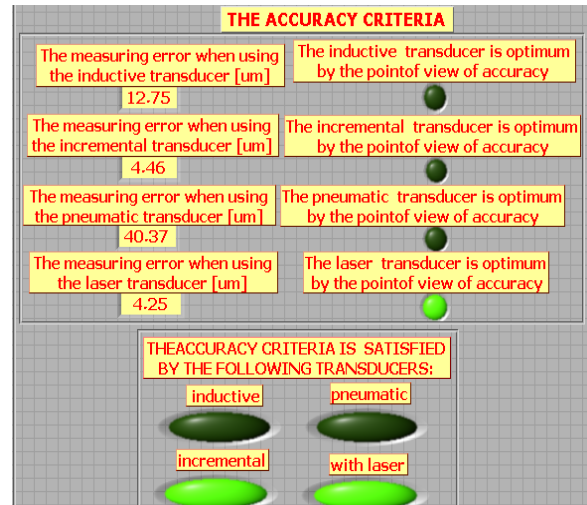 THE ACCURACY CRITERIA
The measuring error when using
the inductive transducer [um]
12.75
The inductive transducer is optimum
by the pointof view of accuracy
The measuring error when using
the incremental transducer [um]
4.46
The incremental transducer is optimum
by the pointof view of accuracy
The measuring error when using
the pneumatic transducer [um]
40.37
The pneumatic transducer is optimum
by the pointof view of accuracy
The measuring error when using
the laser transducer [um]
4.25
The laser transducer is optimum
by the pointof view of accuracy
THEACCURACY CRITERIA IS SATISFIED
BY THE FOLLOWING TRANSDUCERS:
inductive
pneumatic
incremental
with laser